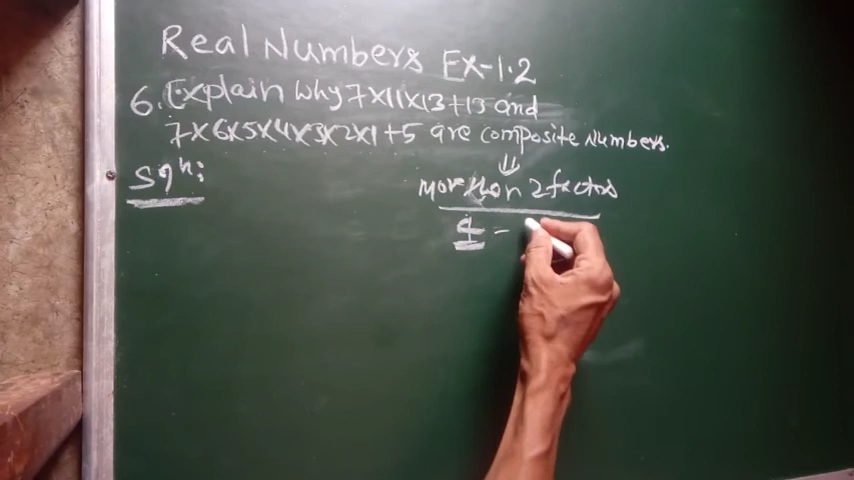 Real Numbers Ex-1.2
6. Explain why 7×11×13+13 and
7×6×5×4×3×2×1+5 are composite numbers.
Solⁿ:
⇓
More than 2 factors
4 -